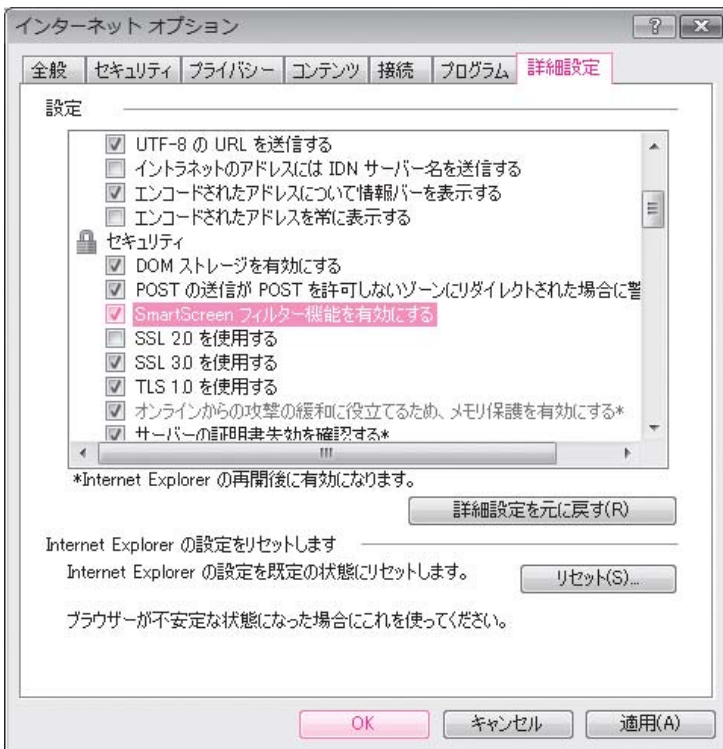 インターネット オプション
全般
セキュリティ
プライバシー
コンテンツ
接続
プログラム
詳細設定
設定
UTF-8 の URL を送信する
イントラネットのアドレスには IDN サーバー名を送信する
エンコードされたアドレスについて情報バーを表示する
エンコードされたアドレスを常に表示する
セキュリティ
DOM ストレージを有効にする
POST の送信が POST を許可しないゾーンにリダイレクトされた場合に警
SmartScreen フィルター機能を有効にする
SSL 2.0 を使用する
SSL 3.0 を使用する
TLS 1.0 を使用する
オンラインからの攻撃の緩和に役立てるため、メモリ保護を有効にする*
サーバーの証明書失効を確認する*
*Internet Explorer の再開後に有効になります。
詳細設定を元に戻す(R)
Internet Explorer の設定をリセットします
Internet Explorer の設定を既定の状態にリセットします。
リセット(S)...
ブラウザーが不安定な状態になった場合にこれを使ってください。
OK
キャンセル
適用(A)